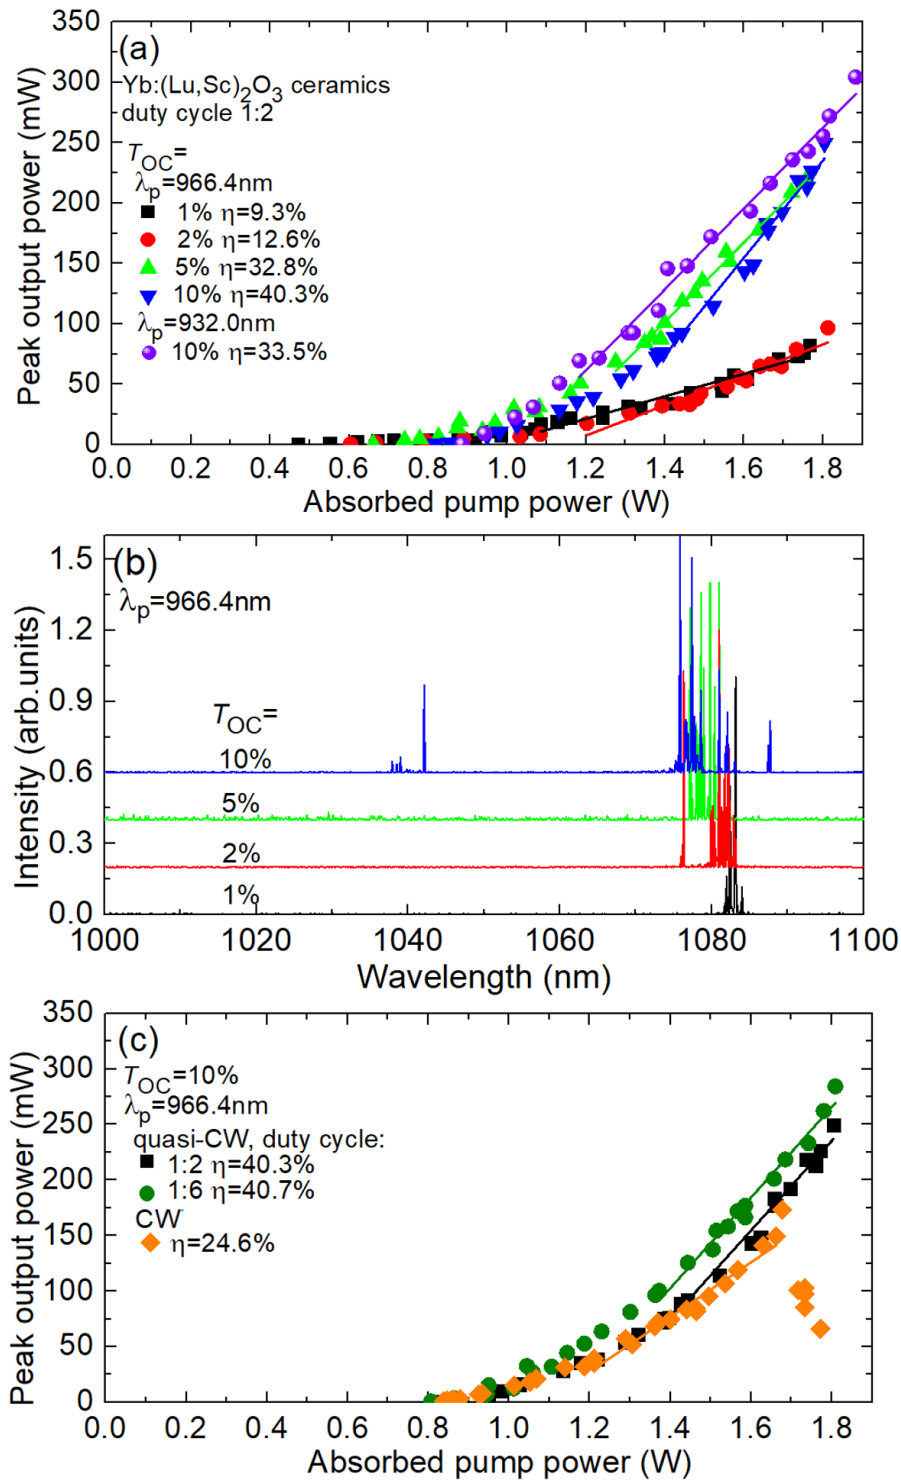 350
(a)
300
Yb:(Lu,Sc)₂O₃ ceramics
duty cycle 1:2
250
T_OC=
λ_p=966.4nm
200
1% η=9.3%
2% η=12.6%
150
5% η=32.8%
10% η=40.3%
100
λ_p=932.0nm
10% η=33.5%
50
0
Peak output power (mW)
0.0 0.2 0.4 0.6 0.8 1.0 1.2 1.4 1.6 1.8
Absorbed pump power (W)
(b)
1.5
λ_p=966.4nm
1.2
0.9
T_OC=
10%
0.6
5%
0.3
2%
1%
0.0
Intensity (arb.units)
1000 1020 1040 1060 1080 1100
Wavelength (nm)
350
(c)
300
T_OC=10%
λ_p=966.4nm
250
quasi-CW, duty cycle:
1:2 η=40.3%
200
1:6 η=40.7%
CW
150
η=24.6%
100
50
0
Peak output power (mW)
0.0 0.2 0.4 0.6 0.8 1.0 1.2 1.4 1.6 1.8
Absorbed pump power (W)